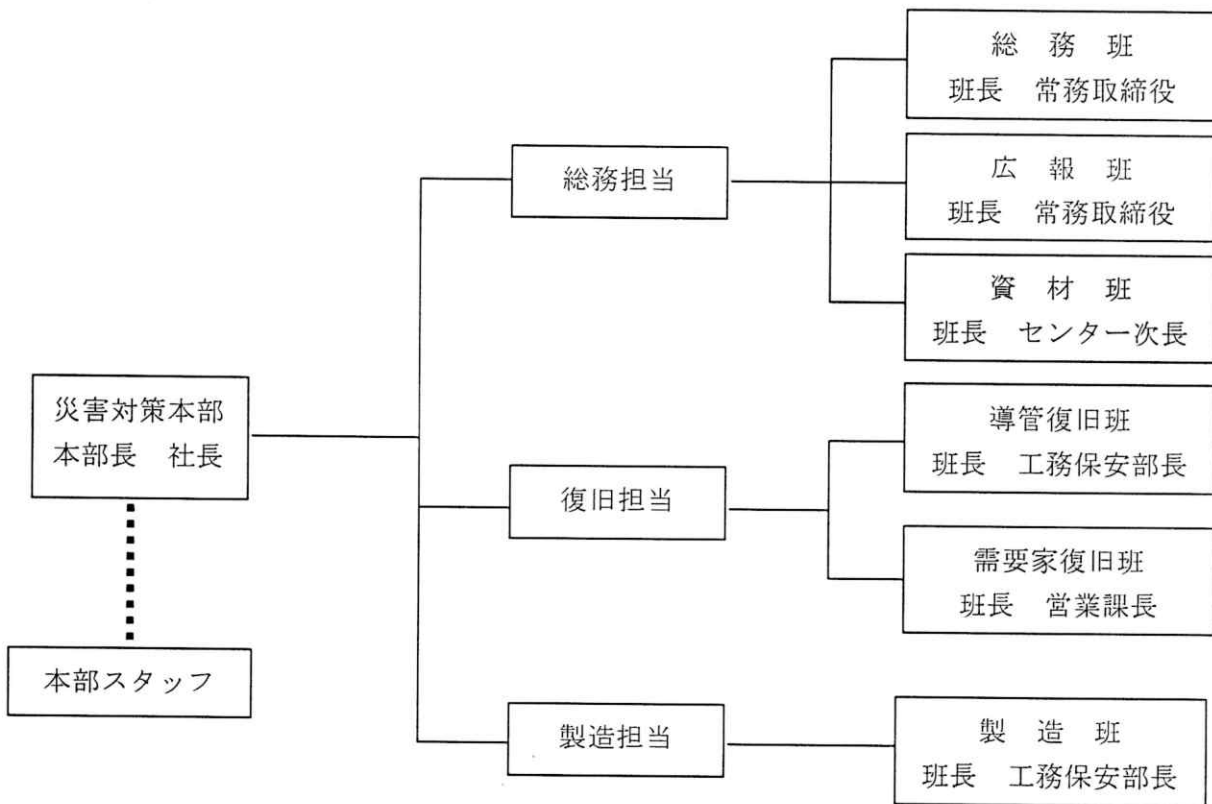 総　務　班
班長　常務取締役
総務担当
広　報　班
班長　常務取締役
資　材　班
班長　センター次長
災害対策本部
本部長　社長
導管復旧班
班長　工務保安部長
復旧担当
需要家復旧班
班長　営業課長
本部スタッフ
製造担当
製　造　班
班長　工務保安部長